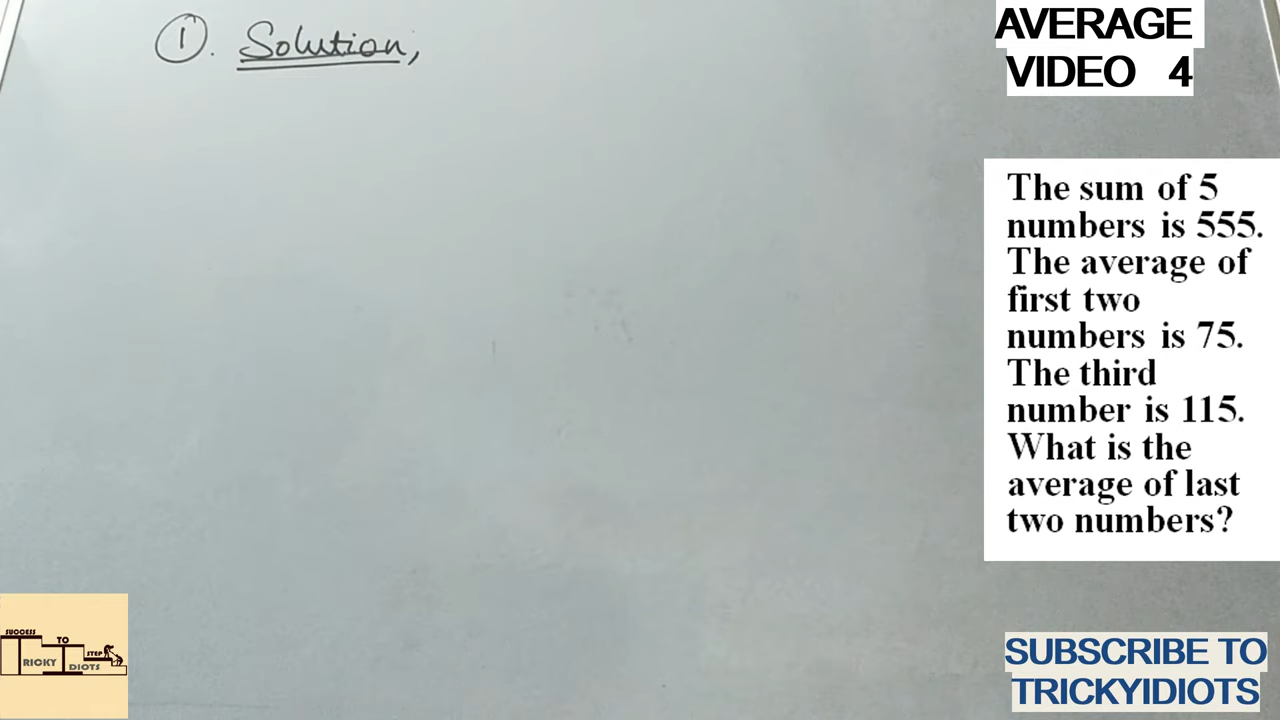 ①. Solution,
AVERAGE
VIDEO 4
The sum of 5
numbers is 555.
The average of
first two
numbers is 75.
The third
number is 115.
What is the
average of last
two numbers?
SUCCESS
TO
STEP
TRICKY IDIOTS
SUBSCRIBE TO
TRICKYIDIOTS